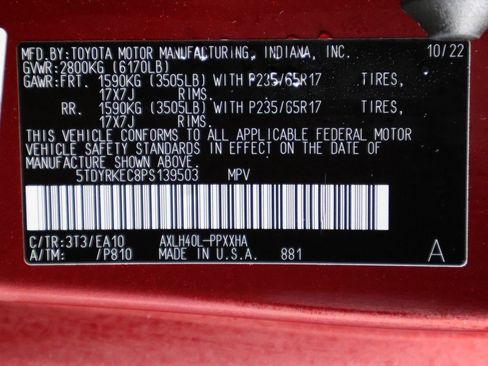 MFD.BY:TOYOTA MOTOR MANUFACTURING, INDIANA, INC. 10/22
GVWR:2800KG (6170LB)
GAWR:FRT. 1590KG (3505LB) WITH P235/65R17 TIRES,
17X7J RIMS.
RR. 1590KG (3505LB) WITH P235/65R17 TIRES,
17X7J RIMS.
THIS VEHICLE CONFORMS TO ALL APPLICABLE FEDERAL MOTOR
VEHICLE SAFETY STANDARDS IN EFFECT ON THE DATE OF
MANUFACTURE SHOWN ABOVE.
5TDYRKEC8PS139503 MPV
C/TR:3T3/EA10 AXLH40L-PPXXHA
A/TM: /P810 MADE IN U.S.A. 881 A